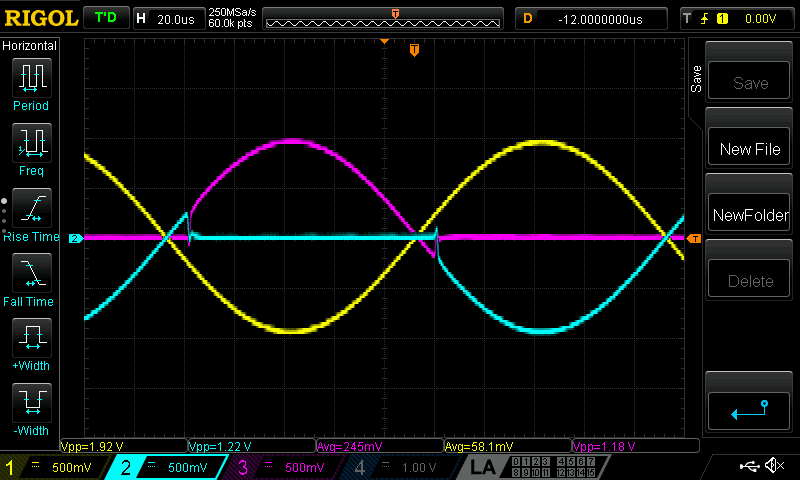 RIGOL T'D H 20.0us 250MSa/s 60.0k pts T D -12.0000000us T 1 0.00V
Horizontal
T
Period
Freq
Rise Time
Fall Time
+Width
-Width
2
T
Save
Save
New File
NewFolder
Delete
Vpp=1.92 V Vpp=1.22 V Avg=245mV Avg=58.1mV Vpp=1.18 V
1 500mV 2 500mV 3 500mV 4 1.00 V LA 0 1 2 3 4 5 6 7
8 9 10 11 12 13 14 15